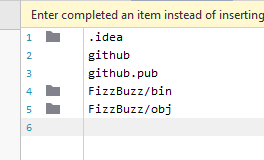 Enter completed an item instead of inserting
1 .idea
2 github
3 github.pub
4 FizzBuzz/bin
5 FizzBuzz/obj
6